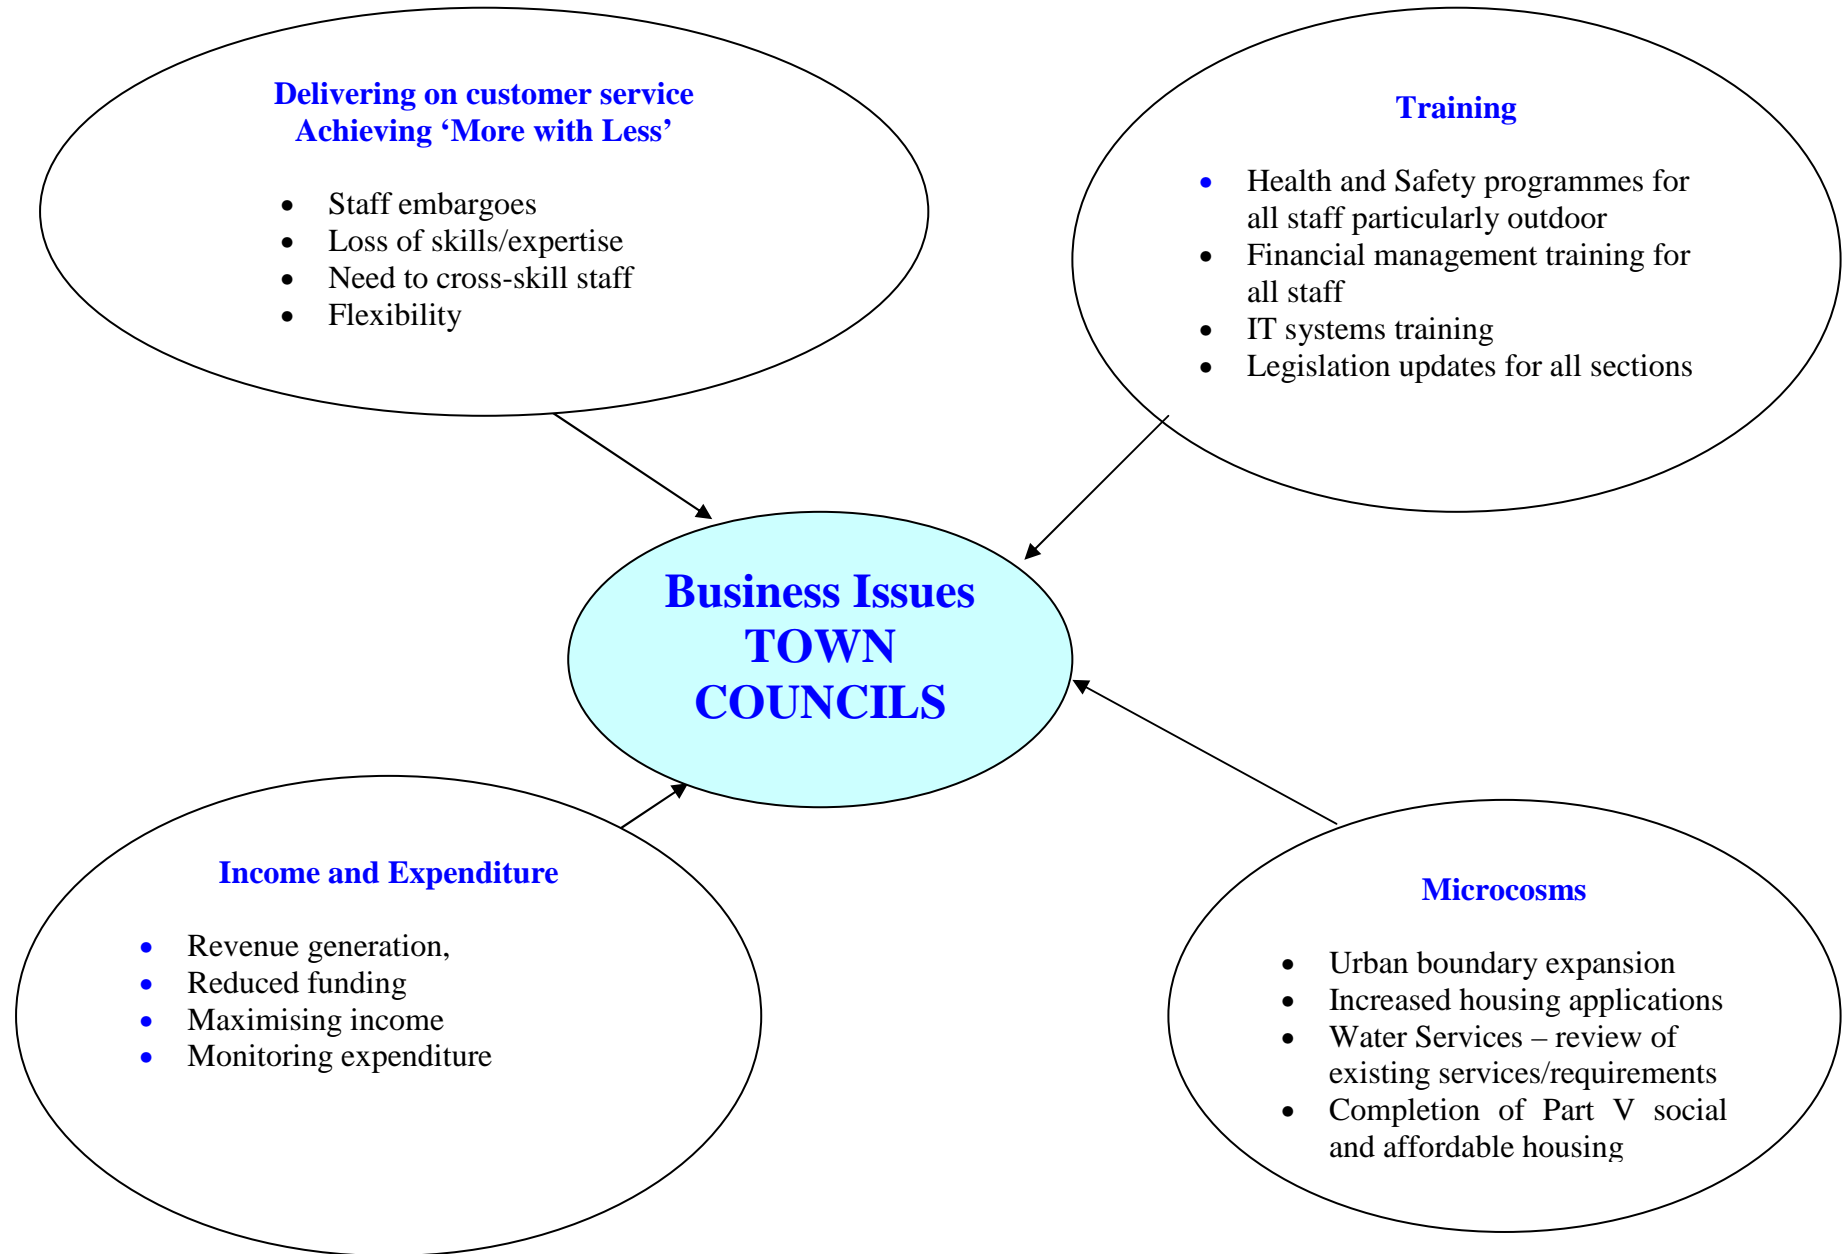 Delivering on customer service
Achieving ‘More with Less’
• Staff embargoes
• Loss of skills/expertise
• Need to cross-skill staff
• Flexibility
Training
• Health and Safety programmes for
all staff particularly outdoor
• Financial management training for
all staff
• IT systems training
• Legislation updates for all sections
Business Issues
TOWN
COUNCILS
Income and Expenditure
• Revenue generation,
• Reduced funding
• Maximising income
• Monitoring expenditure
Microcosms
• Urban boundary expansion
• Increased housing applications
• Water Services – review of
existing services/requirements
• Completion of Part V social
and affordable housing